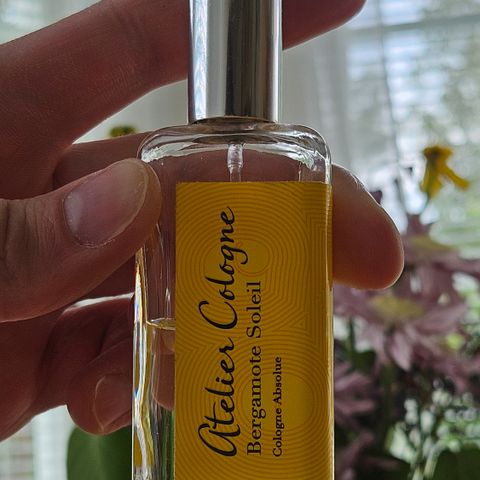 Atelier Cologne
Bergamote Soleil
Cologne Absolue